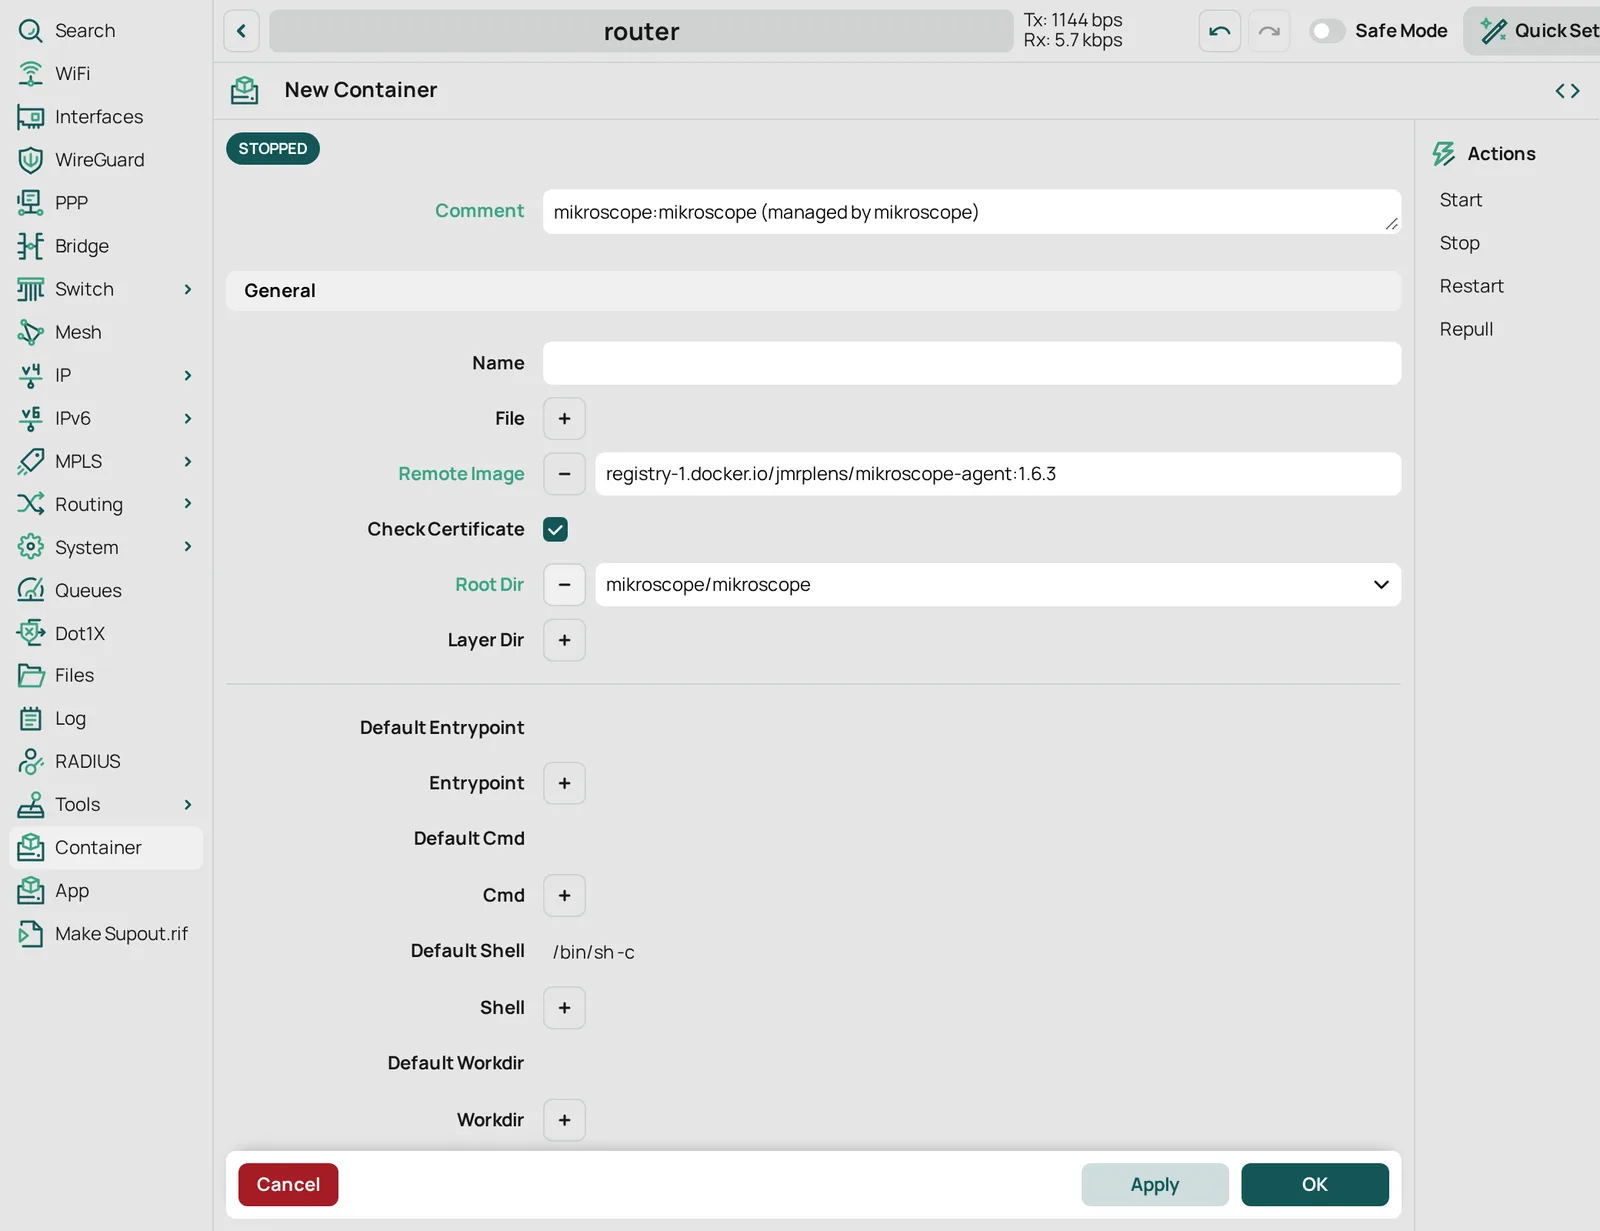 Search
WiFi
Interfaces
WireGuard
PPP
Bridge
Switch
Mesh
IP
IPv6
MPLS
Routing
System
Queues
Dot1X
Files
Log
RADIUS
Tools
Container
App
Make Supout.rif
router
Tx: 1144 bps
Rx: 5.7 kbps
Safe Mode
Quick Set
New Container
STOPPED
Comment
mikroscope:mikroscope (managed by mikroscope)
General
Name
File
Remote Image
registry-1.docker.io/jmrplens/mikroscope-agent:1.6.3
Check Certificate
Root Dir
mikroscope/mikroscope
Layer Dir
Default Entrypoint
Entrypoint
Default Cmd
Cmd
Default Shell
/bin/sh -c
Shell
Default Workdir
Workdir
Cancel
Apply
OK
Actions
Start
Stop
Restart
Repull